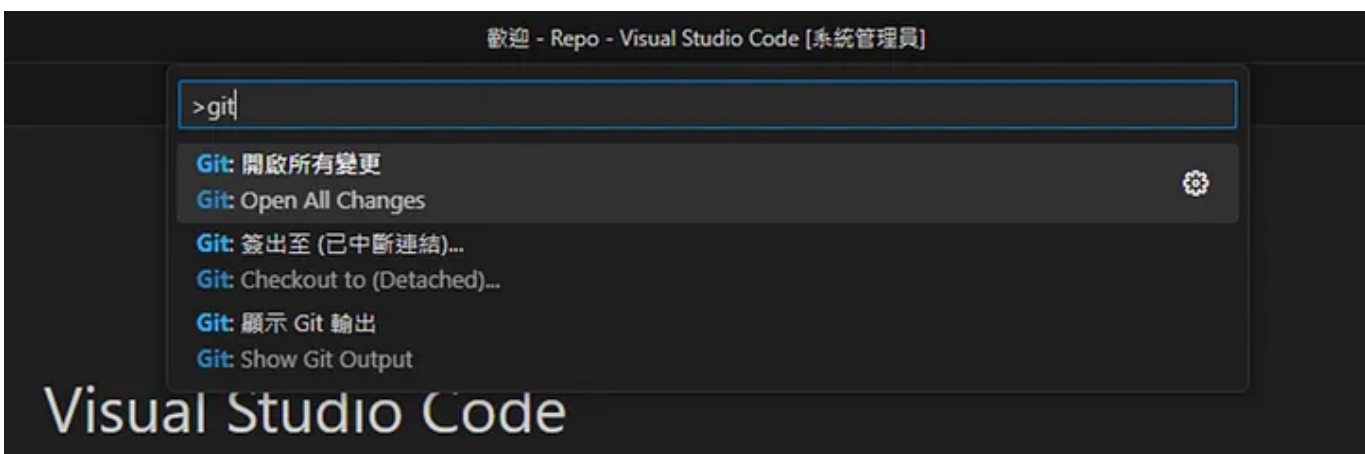 歡迎 - Repo - Visual Studio Code [系統管理員]
>git
Git: 開啟所有變更
Git: Open All Changes
Git: 簽出至 (已中斷連結)...
Git: Checkout to (Detached)...
Git: 顯示 Git 輸出
Git: Show Git Output
Visual Studio Code